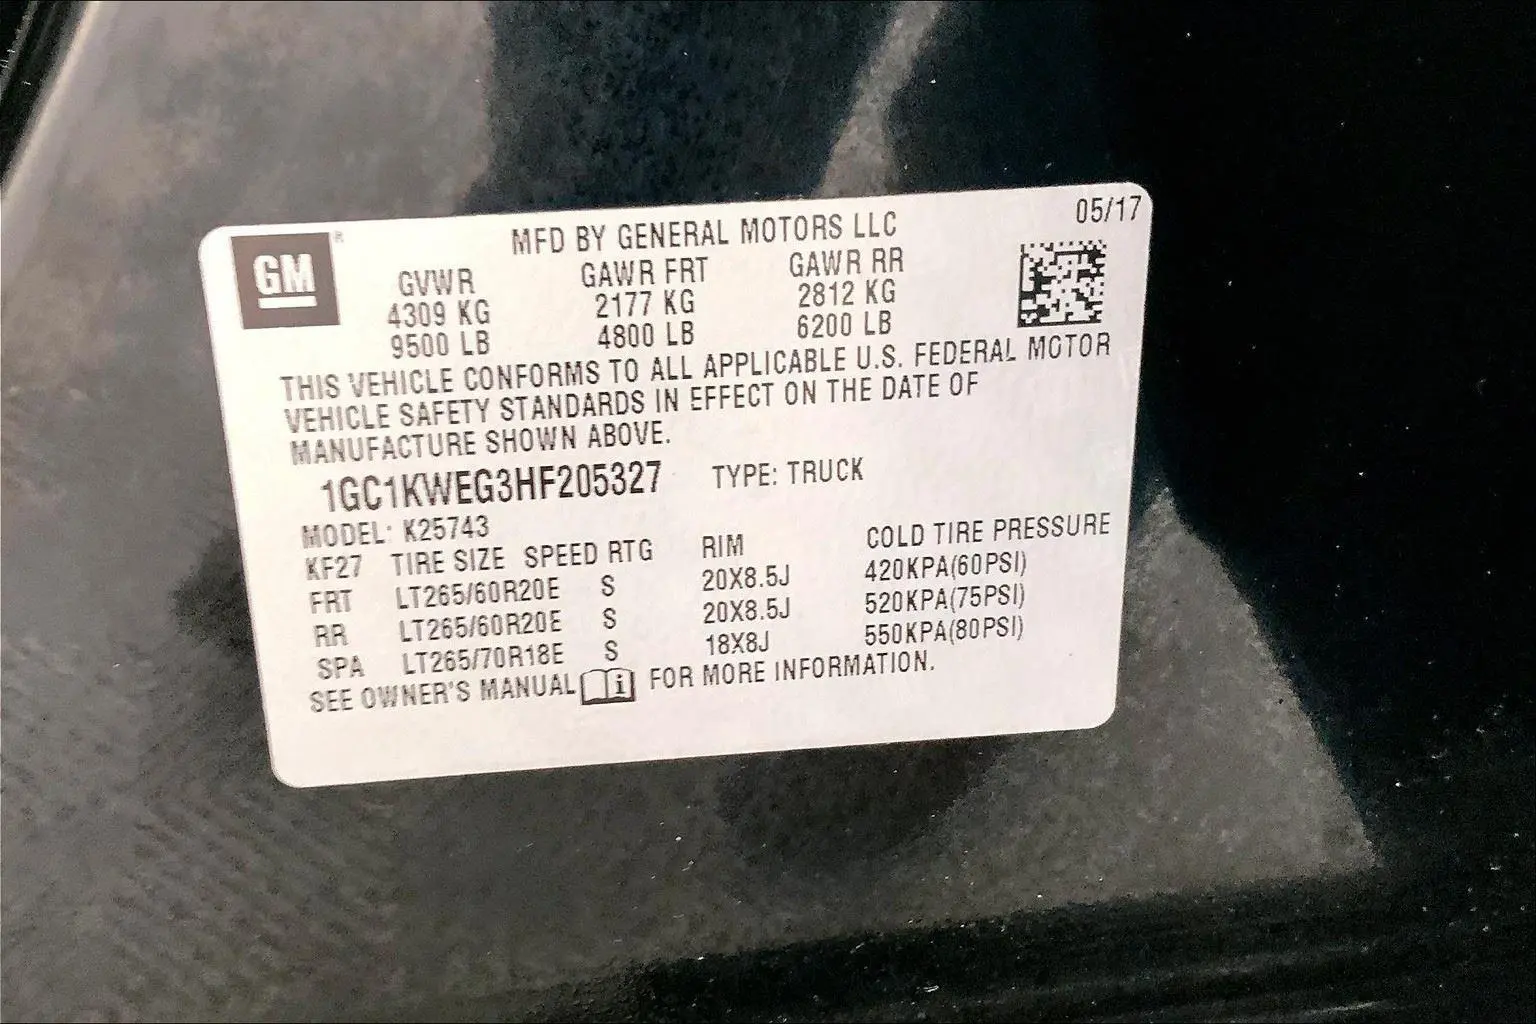 GM®
MFD BY GENERAL MOTORS LLC 05/17
GVWR GAWR FRT GAWR RR
4309 KG 2177 KG 2812 KG
9500 LB 4800 LB 6200 LB
THIS VEHICLE CONFORMS TO ALL APPLICABLE U.S. FEDERAL MOTOR
VEHICLE SAFETY STANDARDS IN EFFECT ON THE DATE OF
MANUFACTURE SHOWN ABOVE.
1GC1KWEG3HF205327 TYPE: TRUCK
MODEL: K25743
KF27 TIRE SIZE SPEED RTG RIM COLD TIRE PRESSURE
FRT LT265/60R20E S 20X8.5J 420KPA(60PSI)
RR LT265/60R20E S 20X8.5J 520KPA(75PSI)
SPA LT265/70R18E S 18X8J 550KPA(80PSI)
SEE OWNER'S MANUAL i FOR MORE INFORMATION.